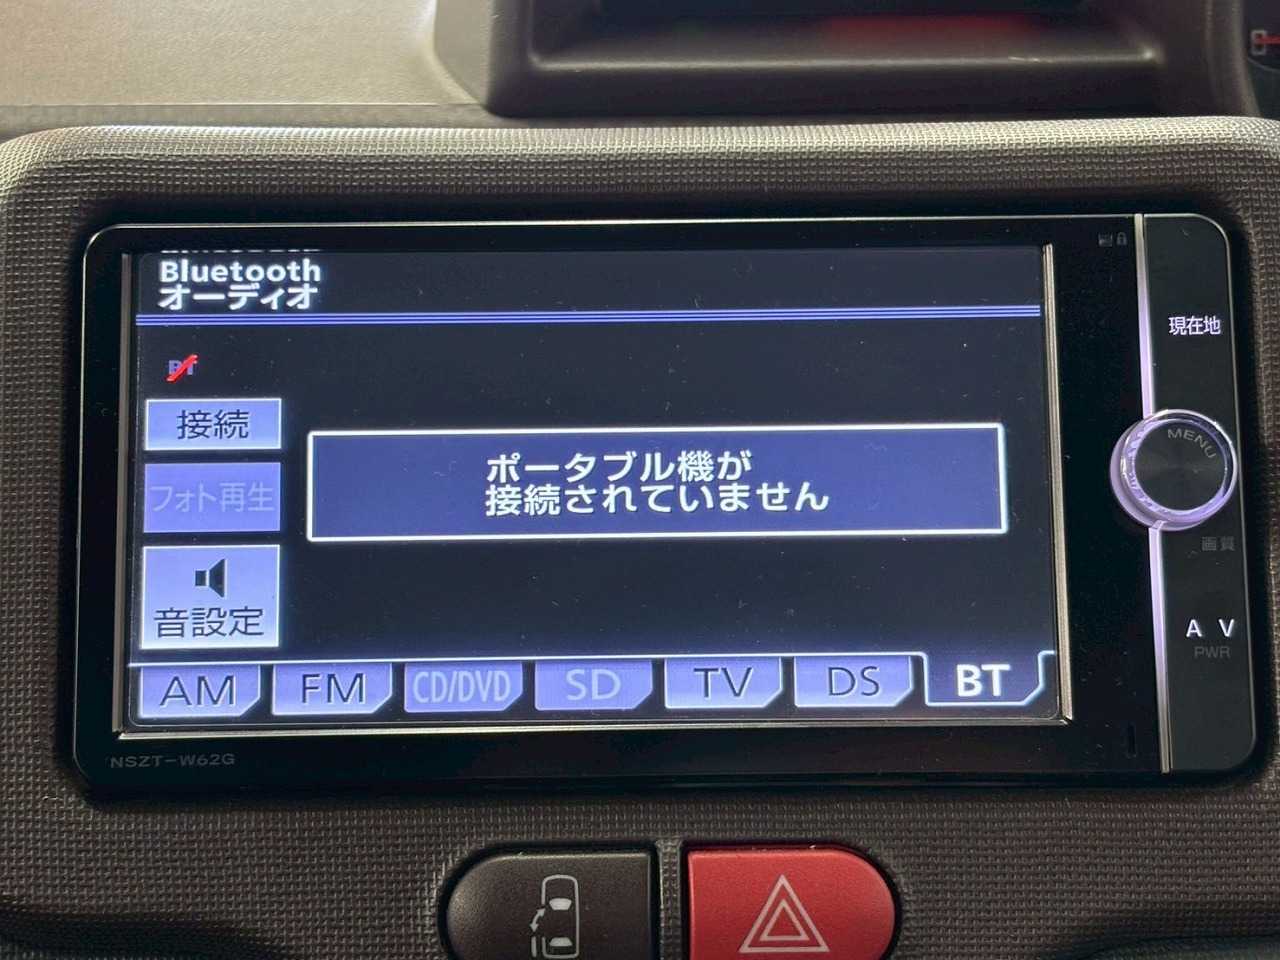 Bluetooth
オーディオ
BT
接続
ポータブル機が
接続されていません
フォト再生
音設定
AM FM CD/DVD SD TV DS BT
NSZT-W62G
現在地
MENU
画質
A V
PWR